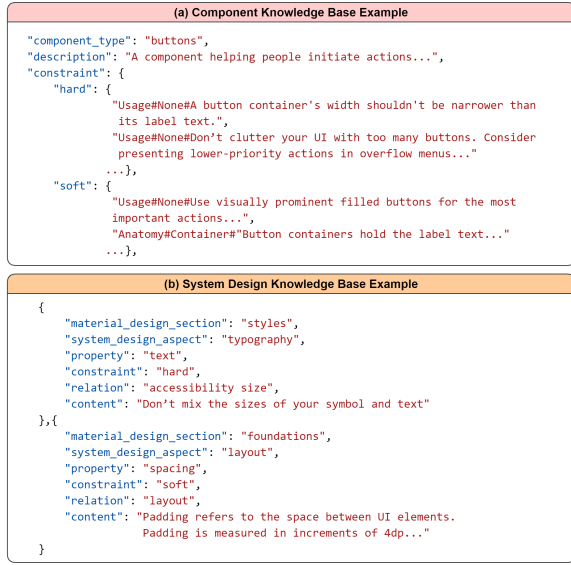 (a) Component Knowledge Base Example
"component_type": "buttons",
"description": "A component helping people initiate actions...",
"constraint": {
"hard": {
"Usage#None#A button container's width shouldn't be narrower than
its label text.",
"Usage#None#Don’t clutter your UI with too many buttons. Consider
presenting lower-priority actions in overflow menus..."
...},
"soft": {
"Usage#None#Use visually prominent filled buttons for the most
important actions...",
"Anatomy#Container#"Button containers hold the label text..."
...},
(b) System Design Knowledge Base Example
{
"material_design_section": "styles",
"system_design_aspect": "typography",
"property": "text",
"constraint": "hard",
"relation": "accessibility size",
"content": "Don’t mix the sizes of your symbol and text"
},{
"material_design_section": "foundations",
"system_design_aspect": "layout",
"property": "spacing",
"constraint": "soft",
"relation": "layout",
"content": "Padding refers to the space between UI elements.
Padding is measured in increments of 4dp..."
}